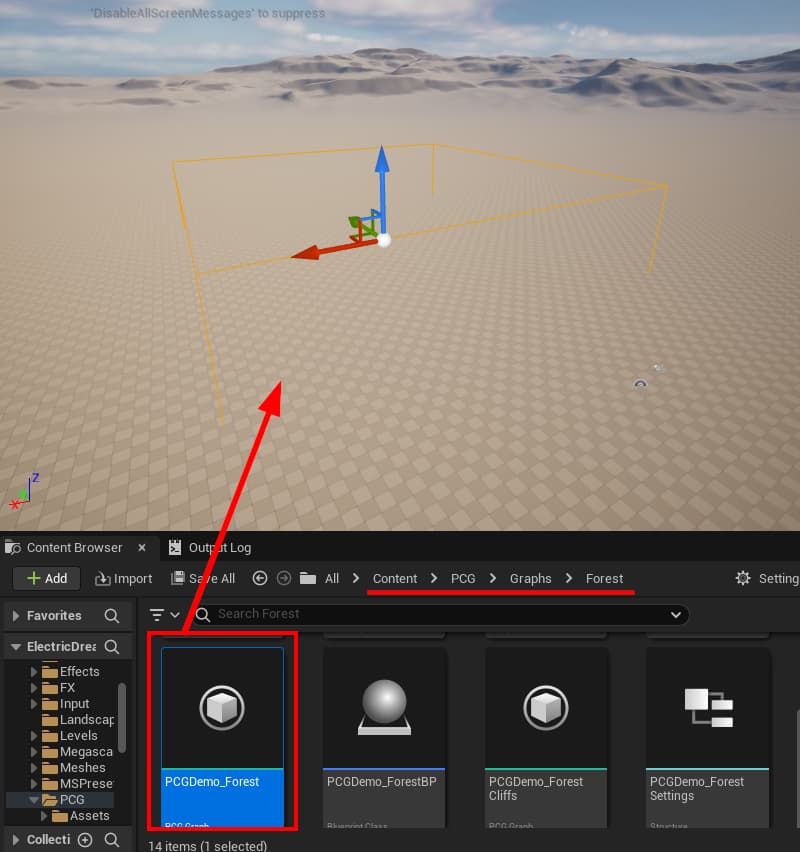 'DisableAllScreenMessages' to suppress
Z
X
Content Browser
Output Log
Add
Import
Save All
All
Content
PCG
Graphs
Forest
Setting
Favorites
Search Forest
ElectricDrea
Effects
FX
Input
Landscap
Levels
Megasca
Meshes
MSPrese
PCG
Assets
Collecti
PCGDemo_Forest
PCG Graph
PCGDemo_ForestBP
Blueprint Class
PCGDemo_Forest
Cliffs
PCG Graph
PCGDemo_Forest
Settings
Structure
14 items (1 selected)